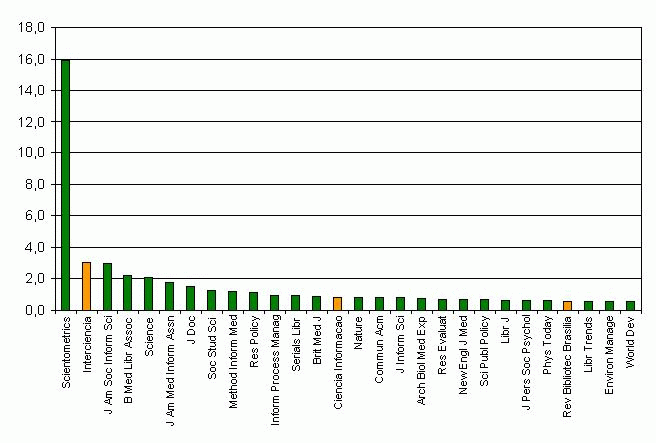 18,0
16,0
14,0
12,0
10,0
8,0
6,0
4,0
2,0
0,0
Scientometrics
Interciencia
J Am Soc Inform Sci
B Med Libr Assoc
Science
J Am Med Inform Assn
J Doc
Soc Stud Sci
Method Inform Med
Res Policy
Inform Process Manag
Serials Libr
Brit Med J
Ciencia Informacao
Nature
Commun Acm
J Inform Sci
Arch Biol Med Exp
Res Evaluat
New Engl J Med
Sci Publ Policy
Libr J
J Pers Soc Psychol
Phys Today
Rev Bibliotec Brasilia
Libr Trends
Environ Manage
World Dev